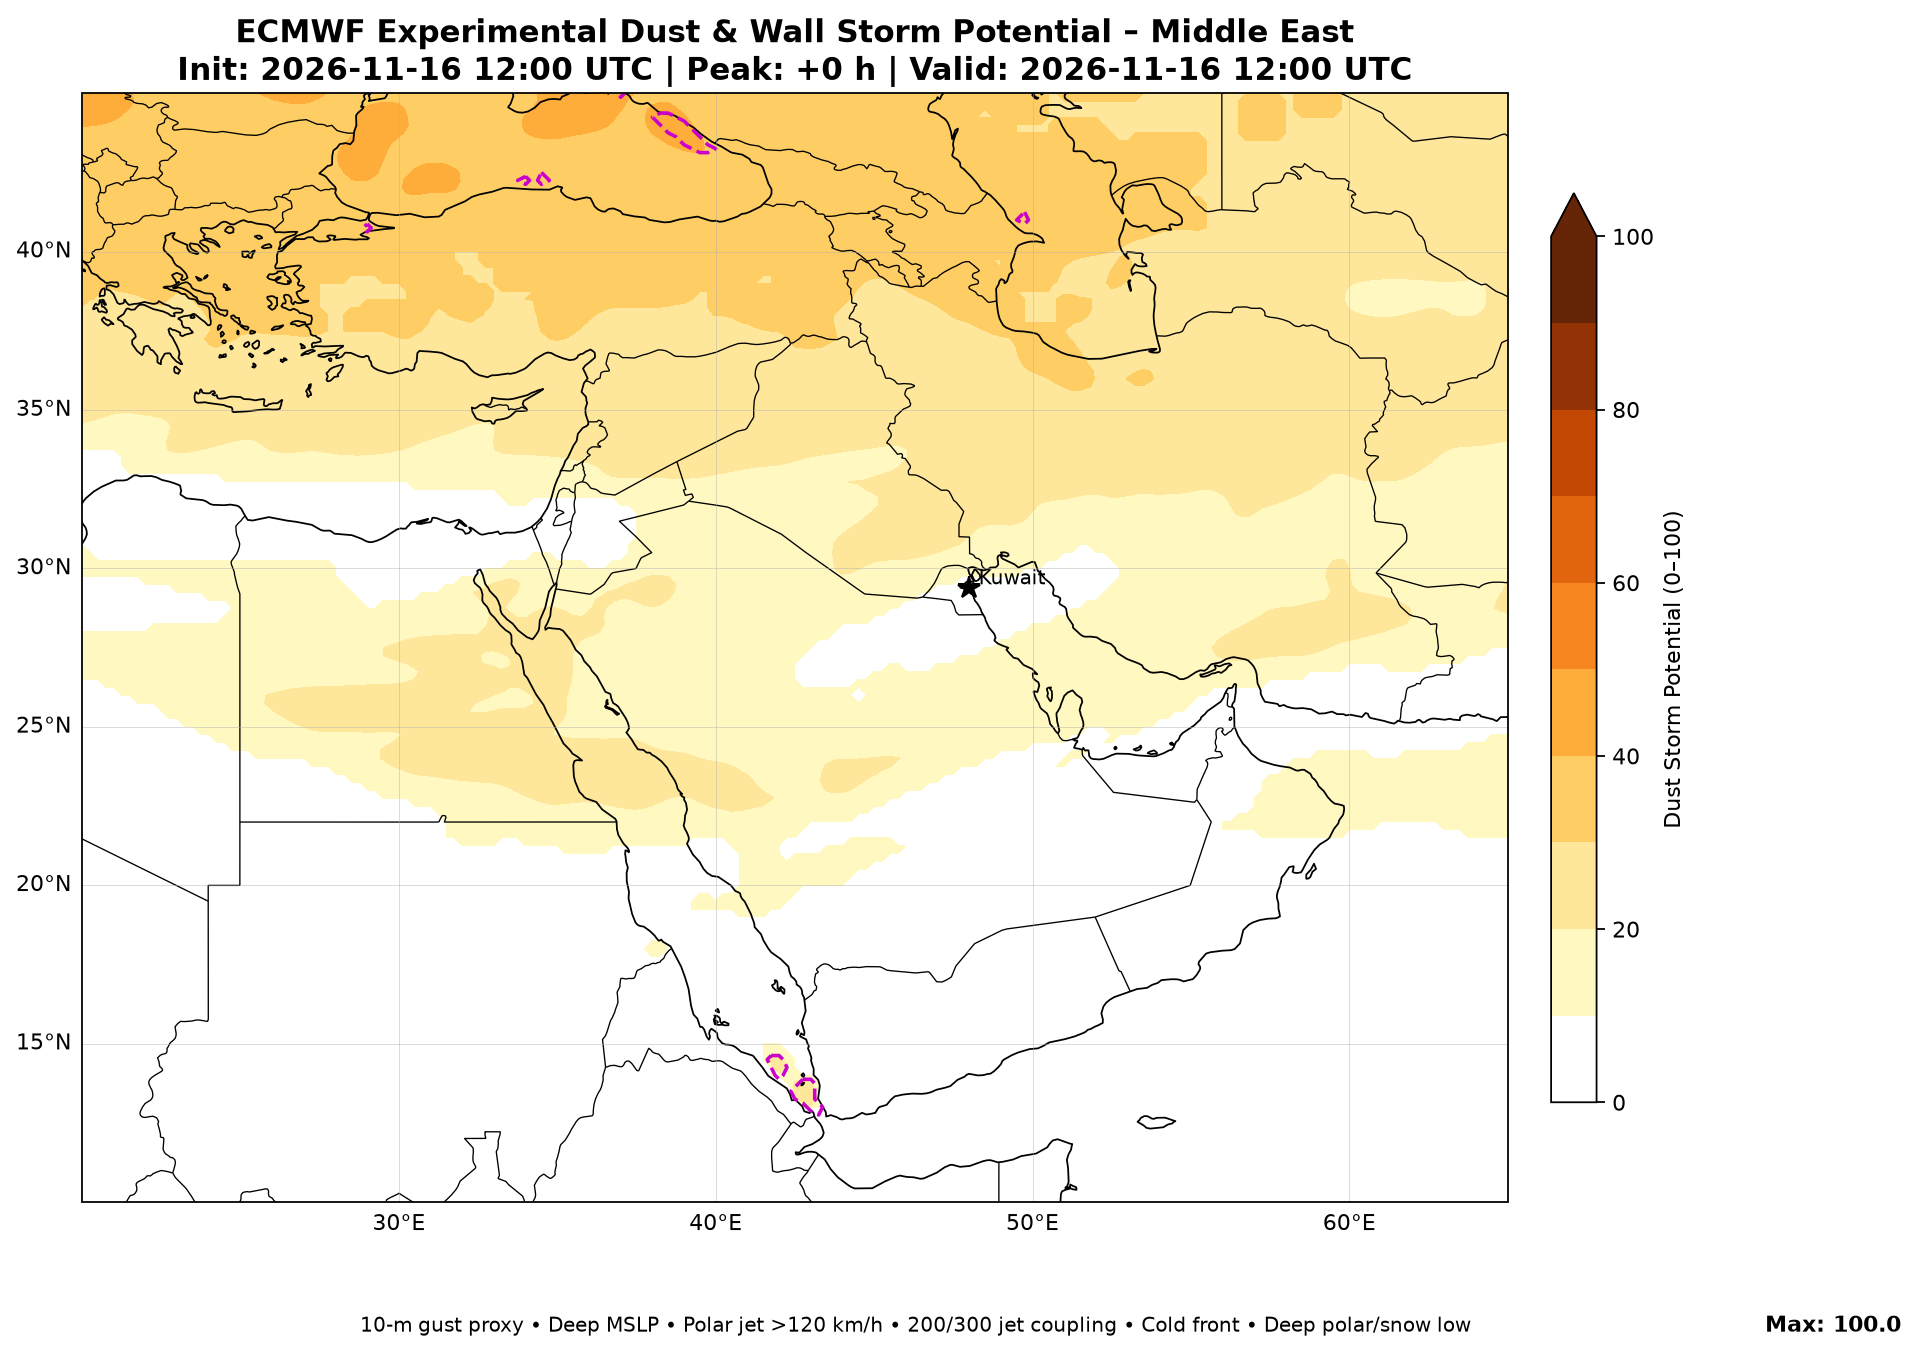 ECMWF Experimental Dust & Wall Storm Potential – Middle East
Init: 2026-11-16 12:00 UTC | Peak: +0 h | Valid: 2026-11-16 12:00 UTC
40°N
35°N
30°N
25°N
20°N
15°N
30°E
40°E
50°E
60°E
Kuwait
100
80
60
40
20
0
Dust Storm Potential (0–100)
10-m gust proxy • Deep MSLP • Polar jet >120 km/h • 200/300 jet coupling • Cold front • Deep polar/snow low
Max: 100.0